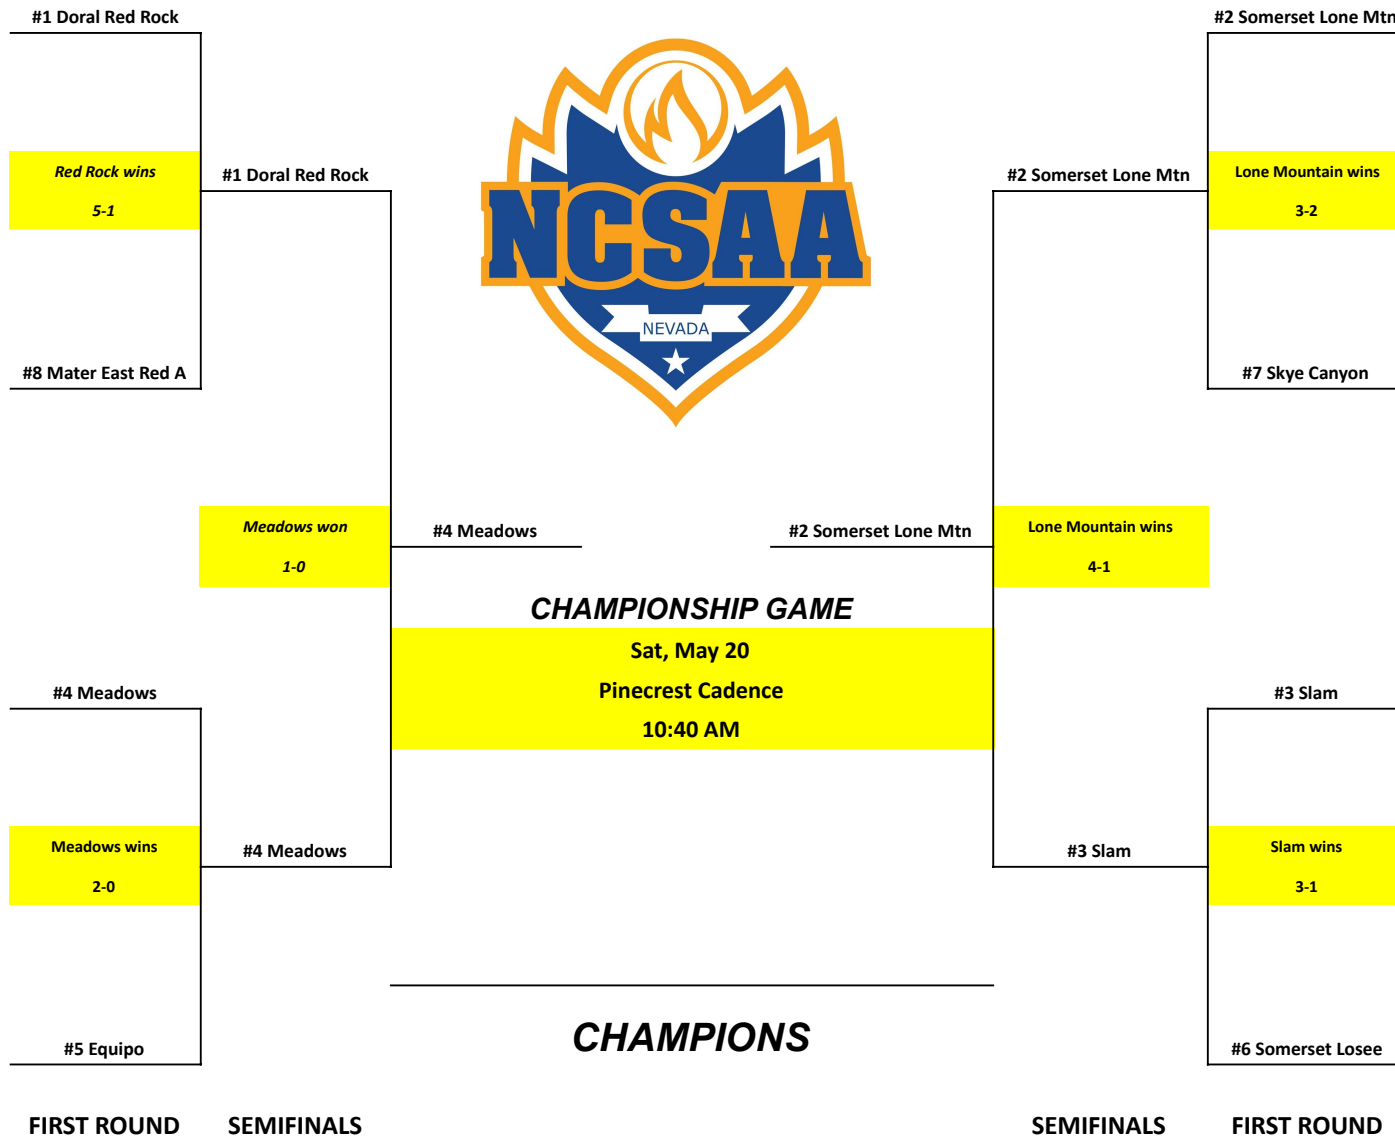 #1 Doral Red Rock
#2 Somerset Lone Mtn
Red Rock wins
5-1
#1 Doral Red Rock
NCSAA
NEVADA
#2 Somerset Lone Mtn
Lone Mountain wins
3-2
#8 Mater East Red A
#7 Skye Canyon
Meadows won
1-0
#4 Meadows
#2 Somerset Lone Mtn
Lone Mountain wins
4-1
CHAMPIONSHIP GAME
Sat, May 20
Pinecrest Cadence
10:40 AM
#4 Meadows
#3 Slam
Meadows wins
2-0
#4 Meadows
#3 Slam
Slam wins
3-1
CHAMPIONS
#5 Equipo
#6 Somerset Losee
FIRST ROUND
SEMIFINALS
SEMIFINALS
FIRST ROUND